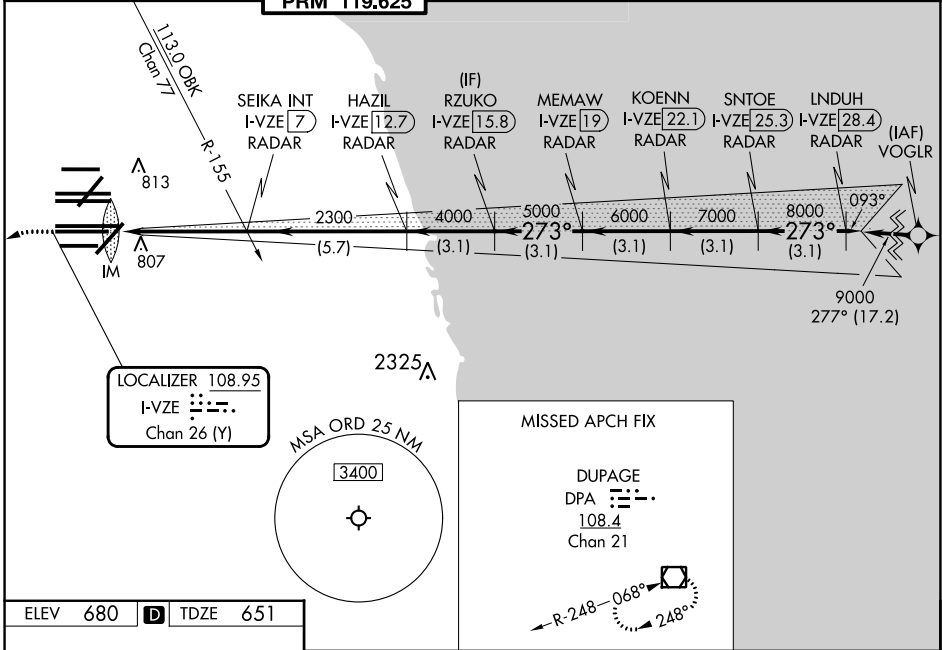 PRM 119.625
113.0 OBK
Chan 77
R-155
SEIKA INT
I-VZE 7
RADAR
HAZIL
I-VZE 12.7
RADAR
(IF)
RZUKO
I-VZE 15.8
RADAR
MEMAW
I-VZE 19
RADAR
KOENN
I-VZE 22.1
RADAR
SNTOE
I-VZE 25.3
RADAR
LNDUH
I-VZE 28.4
RADAR
(IAF)
VOGLR
813
807
IM
2300
(5.7)
4000
(3.1)
5000
273°
(3.1)
6000
(3.1)
7000
(3.1)
8000
273°
(3.1)
093°
9000
277° (17.2)
2325
LOCALIZER 108.95
I-VZE
Chan 26 (Y)
MSA ORD 25 NM
3400
MISSED APCH FIX
DUPAGE
DPA
108.4
Chan 21
R-248
068°
248°
ELEV 680 D TDZE 651